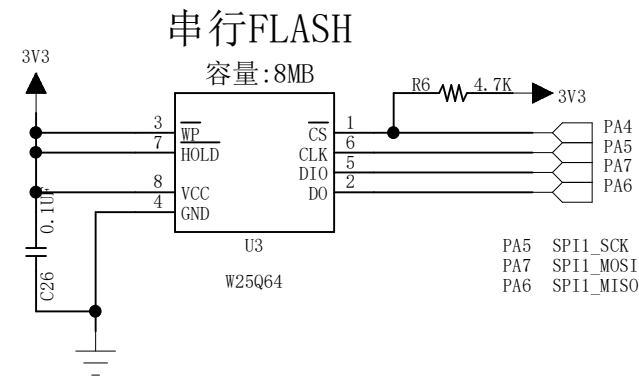 串行FLASH
容量:8MB
3V3
R6 4.7K
3V3
3 WP CS 1 PA4
7 HOLD CLK 6 PA5
DIO 5 PA7
8 VCC DO 2 PA6
4 GND
0.1UF
C26
U3
W25Q64
PA5 SPI1_SCK
PA7 SPI1_MOSI
PA6 SPI1_MISO